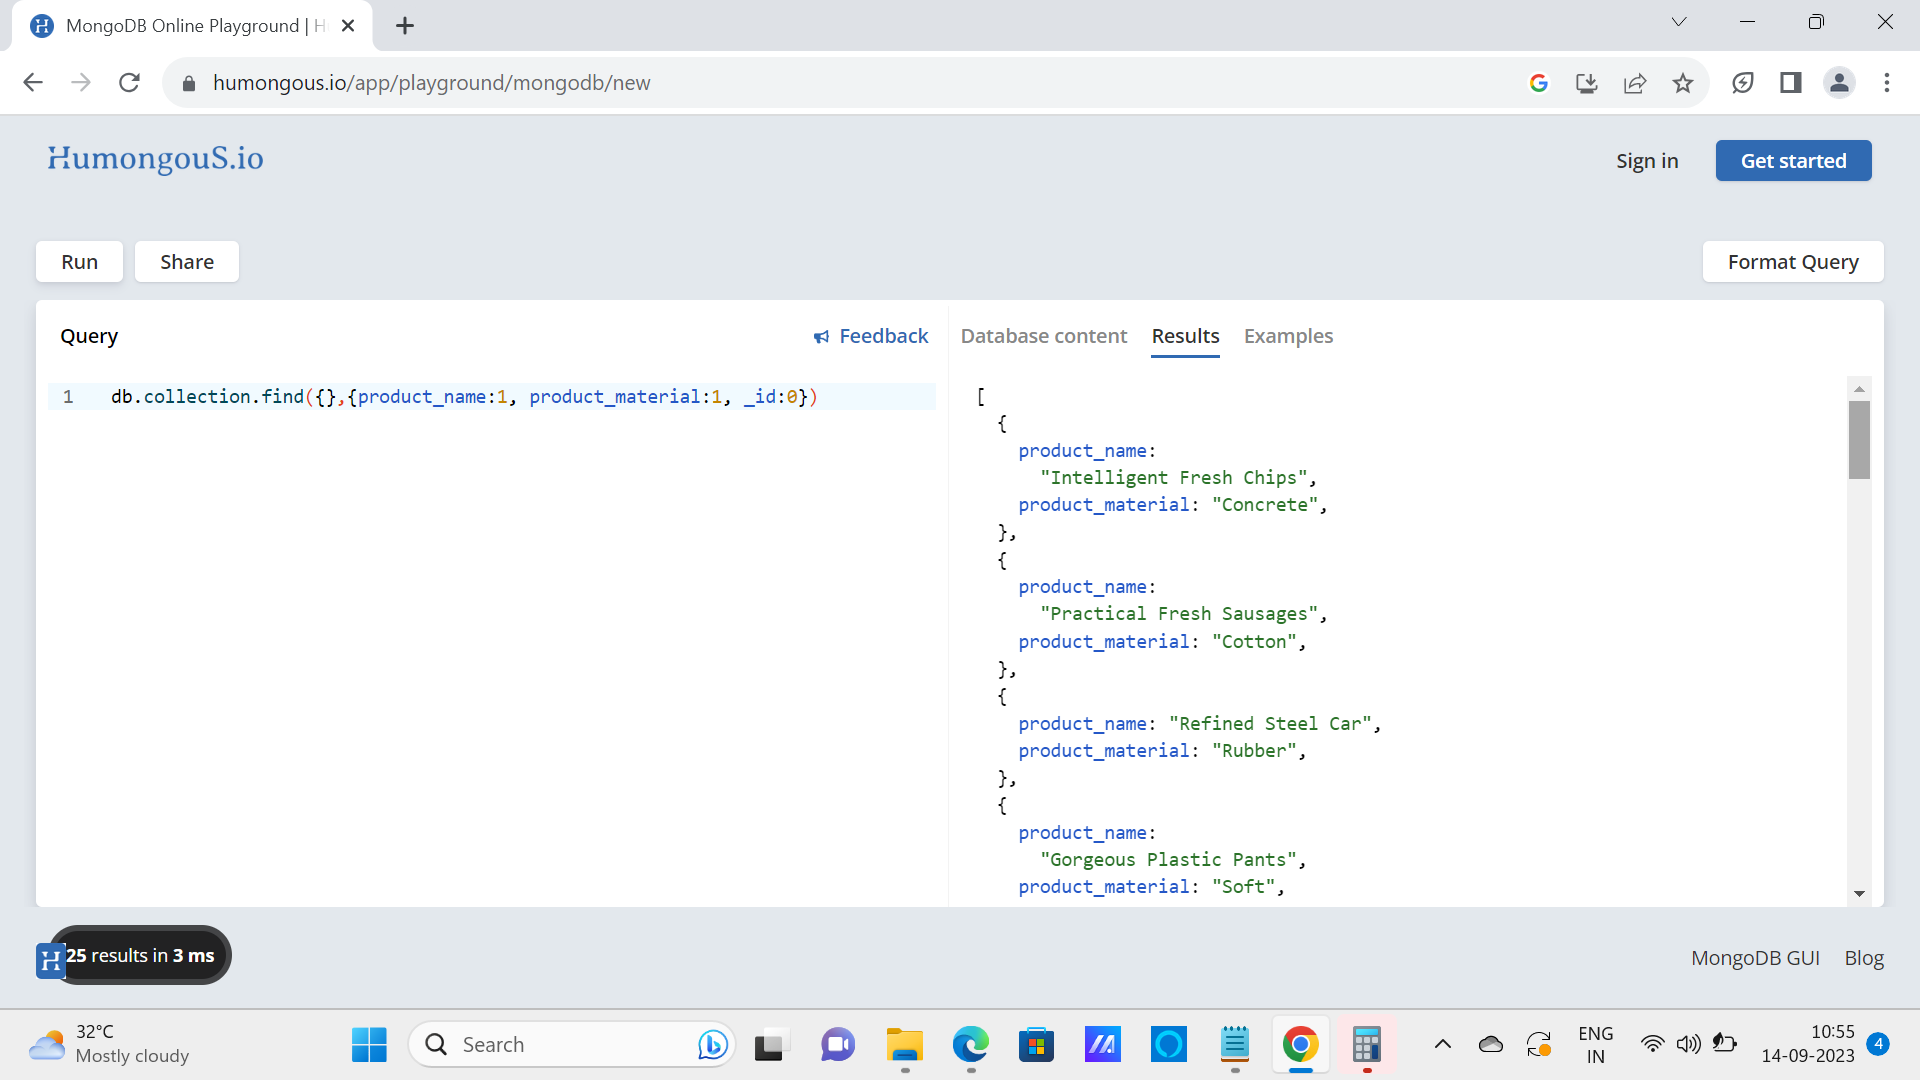 MongoDB Online Playground | H
humongous.io/app/playground/mongodb/new
HumongouS.io
Sign in
Get started
Run
Share
Format Query
Query
Feedback
Database content
Results
Examples
1 db.collection.find({},{product_name:1, product_material:1, _id:0})
[
{
product_name:
"Intelligent Fresh Chips",
product_material: "Concrete",
},
{
product_name:
"Practical Fresh Sausages",
product_material: "Cotton",
},
{
product_name: "Refined Steel Car",
product_material: "Rubber",
},
{
product_name:
"Gorgeous Plastic Pants",
product_material: "Soft",
25 results in 3 ms
MongoDB GUI
Blog
32°C
Mostly cloudy
Search
ENG
IN
10:55
14-09-2023
4